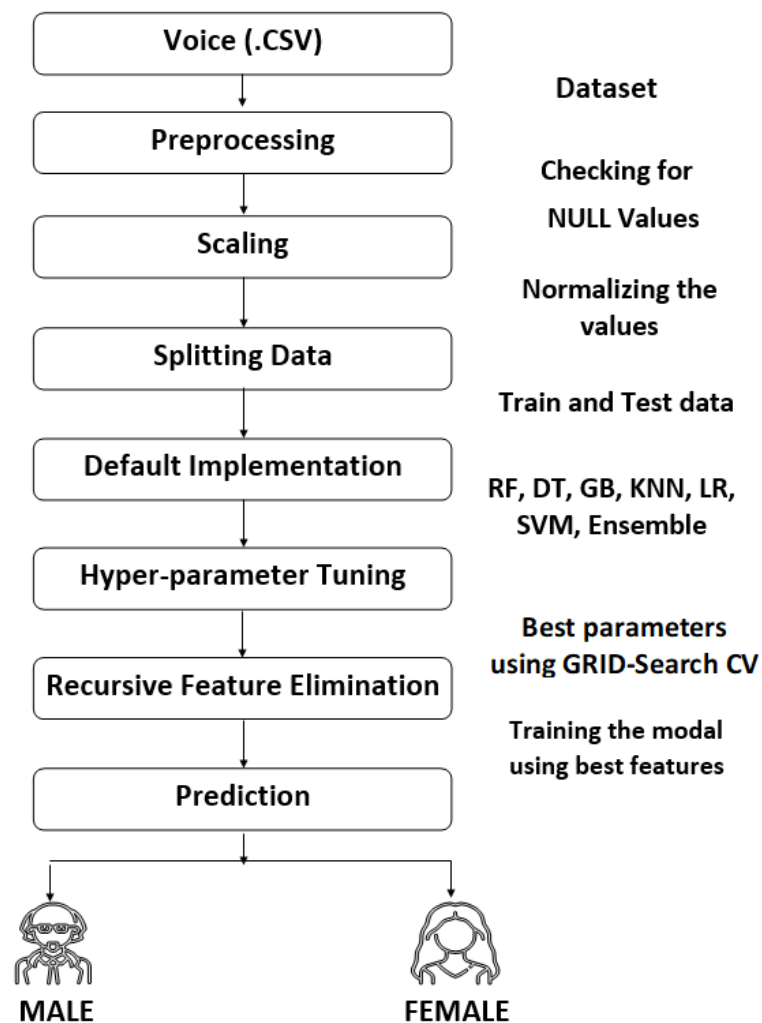 Voice (.CSV)
Dataset
Preprocessing
Checking for
NULL Values
Scaling
Normalizing the
values
Splitting Data
Train and Test data
Default Implementation
RF, DT, GB, KNN, LR,
SVM, Ensemble
Hyper-parameter Tuning
Best parameters
using GRID-Search CV
Recursive Feature Elimination
Training the modal
using best features
Prediction
MALE
FEMALE